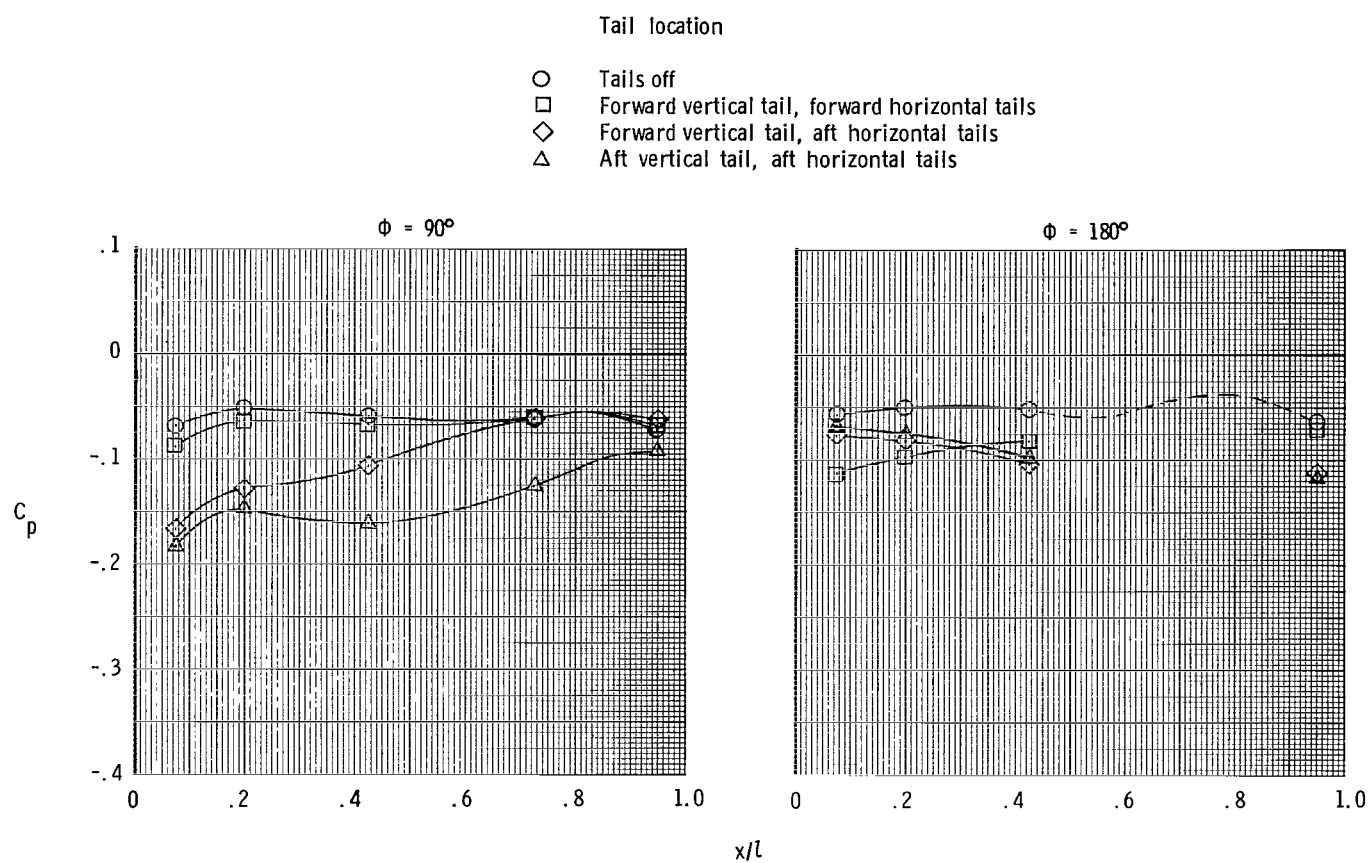 Tail location
Tails off
Forward vertical tail, forward horizontal tails
Forward vertical tail, aft horizontal tails
Aft vertical tail, aft horizontal tails
Φ = 90°
Φ = 180°
.1
0
-.1
-.2
-.3
-.4
Cp
0 .2 .4 .6 .8 1.0
0 .2 .4 .6 .8 1.0
x/l